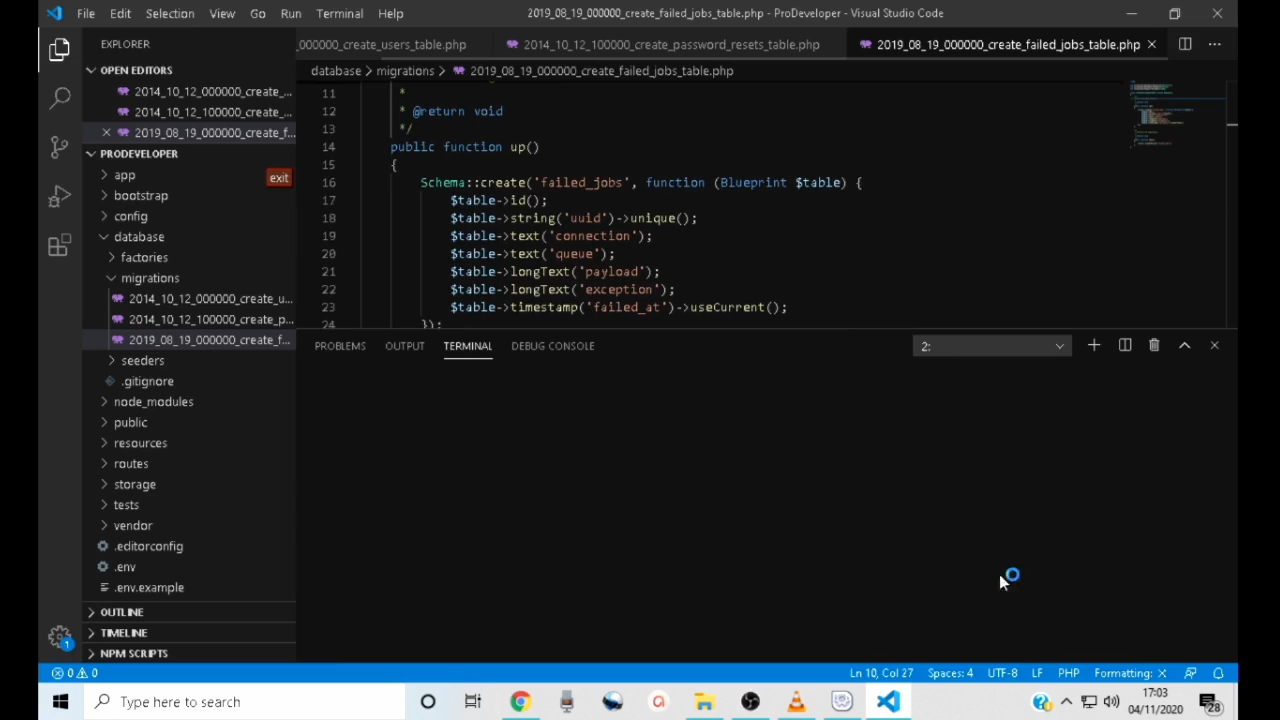 File Edit Selection View Go Run Terminal Help
2019_08_19_000000_create_failed_jobs_table.php - ProDeveloper - Visual Studio Code
EXPLORER
_000000_create_users_table.php
2014_10_12_100000_create_password_resets_table.php
2019_08_19_000000_create_failed_jobs_table.php
OPEN EDITORS
2014_10_12_000000_create_...
2014_10_12_100000_create_...
2019_08_19_000000_create_f...
PRODEVELOPER
app
exit
bootstrap
config
database
factories
migrations
2014_10_12_000000_create_u...
2014_10_12_100000_create_p...
2019_08_19_000000_create_f...
seeders
.gitignore
node_modules
public
resources
routes
storage
tests
vendor
.editorconfig
.env
.env.example
OUTLINE
TIMELINE
NPM SCRIPTS
database > migrations > 2019_08_19_000000_create_failed_jobs_table.php
11 *
12 * @return void
13 */
14 public function up()
15 {
16 Schema::create('failed_jobs', function (Blueprint $table) {
17 $table->id();
18 $table->string('uuid')->unique();
19 $table->text('connection');
20 $table->text('queue');
21 $table->longText('payload');
22 $table->longText('exception');
23 $table->timestamp('failed_at')->useCurrent();
24 });
PROBLEMS OUTPUT TERMINAL DEBUG CONSOLE
2:
1
0 0
Ln 10, Col 27 Spaces: 4 UTF-8 LF PHP Formatting: X
Type here to search
17:03
04/11/2020
28